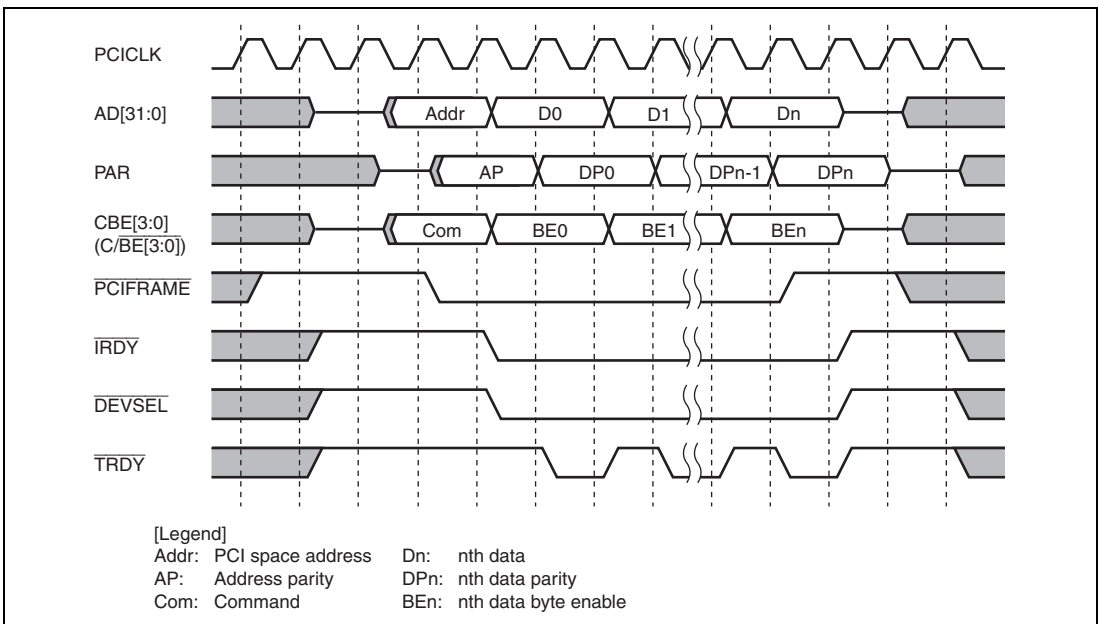 PCICLK
AD[31:0] Addr D0 D1 Dn
PAR AP DP0 DPn-1 DPn
CBE[3:0]
(C/BE[3:0]) Com BE0 BE1 BEn
PCIFRAME
IRDY
DEVSEL
TRDY
[Legend]
Addr: PCI space address Dn: nth data
AP: Address parity DPn: nth data parity
Com: Command BEn: nth data byte enable